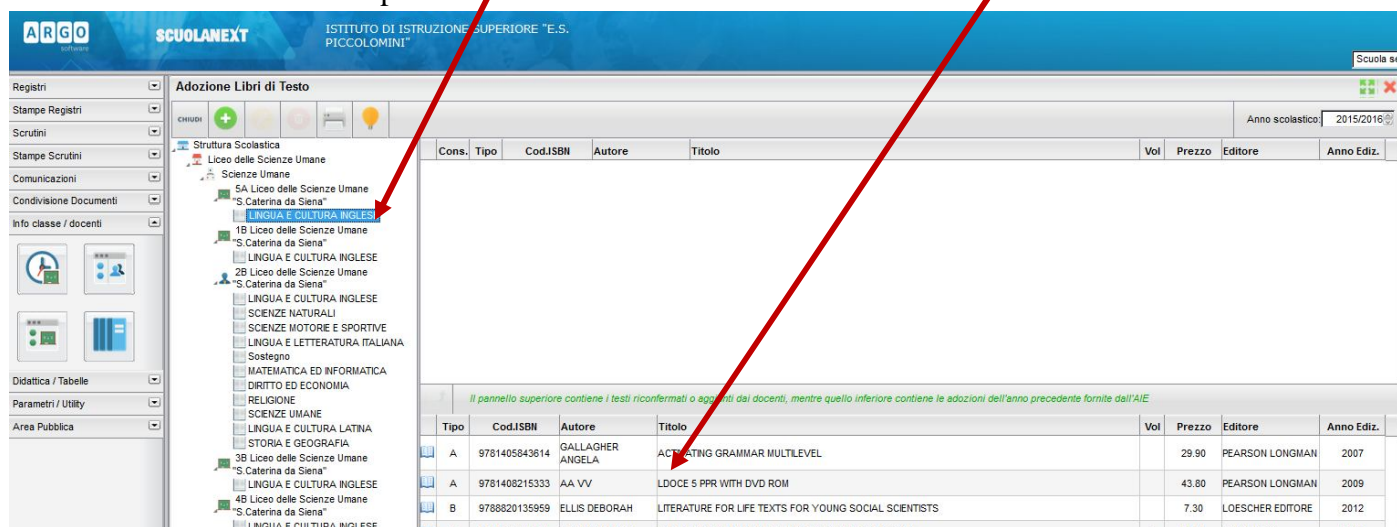 ARGO
software
SCUOLANEXT
ISTITUTO DI ISTRUZIONE SUPERIORE "E.S.
PICCOLOMINI"
Scuola se
Registri
Stampe Registri
Scrutini
Stampe Scrutini
Comunicazioni
Condivisione Documenti
Info classe / docenti
Didattica / Tabelle
Parametri / Utility
Area Pubblica
Adozione Libri di Testo
CHIUDI
Anno scolastico: 2015/2016
Struttura Scolastica
Liceo delle Scienze Umane
Scienze Umane
5A Liceo delle Scienze Umane
"S.Caterina da Siena"
LINGUA E CULTURA INGLESE
1B Liceo delle Scienze Umane
"S.Caterina da Siena"
LINGUA E CULTURA INGLESE
2B Liceo delle Scienze Umane
"S.Caterina da Siena"
LINGUA E CULTURA INGLESE
SCIENZE NATURALI
SCIENZE MOTORIE E SPORTIVE
LINGUA E LETTERATURA ITALIANA
Sostegno
MATEMATICA ED INFORMATICA
DIRITTO ED ECONOMIA
RELIGIONE
SCIENZE UMANE
LINGUA E CULTURA LATINA
STORIA E GEOGRAFIA
3B Liceo delle Scienze Umane
"S.Caterina da Siena"
LINGUA E CULTURA INGLESE
4B Liceo delle Scienze Umane
"S.Caterina da Siena"
LINGUA E CULTURA INGLESE
Cons. Tipo Cod.ISBN Autore Titolo Vol Prezzo Editore Anno Ediz.
Il pannello superiore contiene i testi riconfermati o aggiunti dai docenti, mentre quello inferiore contiene le adozioni dell'anno precedente fornite dall'AIE
Tipo Cod.ISBN Autore Titolo Vol Prezzo Editore Anno Ediz.
A 9781405843614 GALLAGHER ANGELA ACTIVATING GRAMMAR MULTILEVEL 29.90 PEARSON LONGMAN 2007
A 9781408215333 AA VV LDOCE 5 PPR WITH DVD ROM 43.80 PEARSON LONGMAN 2009
B 9788820135959 ELLIS DEBORAH LITERATURE FOR LIFE TEXTS FOR YOUNG SOCIAL SCIENTISTS 7.30 LOESCHER EDITORE 2012